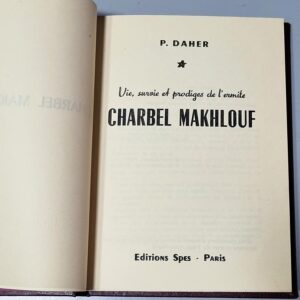 P. DAHER
Vie, survie et prodiges de l'ermite
CHARBEL MAKHLOUF
Editions Spes - Paris